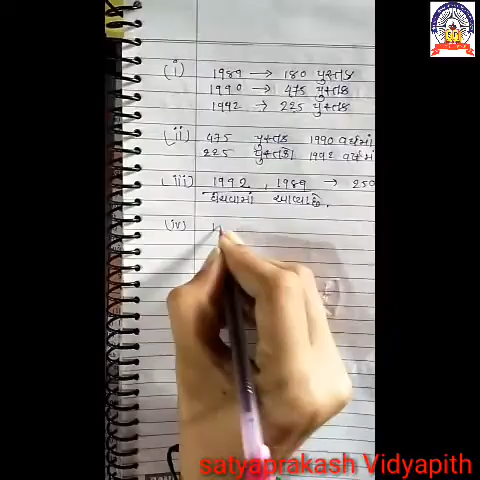 (i) 1989 → 180 પુસ્તક
1990 → 475 પુસ્તક
1992 → 225 પુસ્તક
(ii) 475 પુસ્તક 1990 વર્ષમાં
225 પુસ્તકો 1992 વર્ષમાં
(iii) 1992, 1989 → 250
વેચવામાં આવ્યા છે.
(iv)
satyaprakash Vidyapith